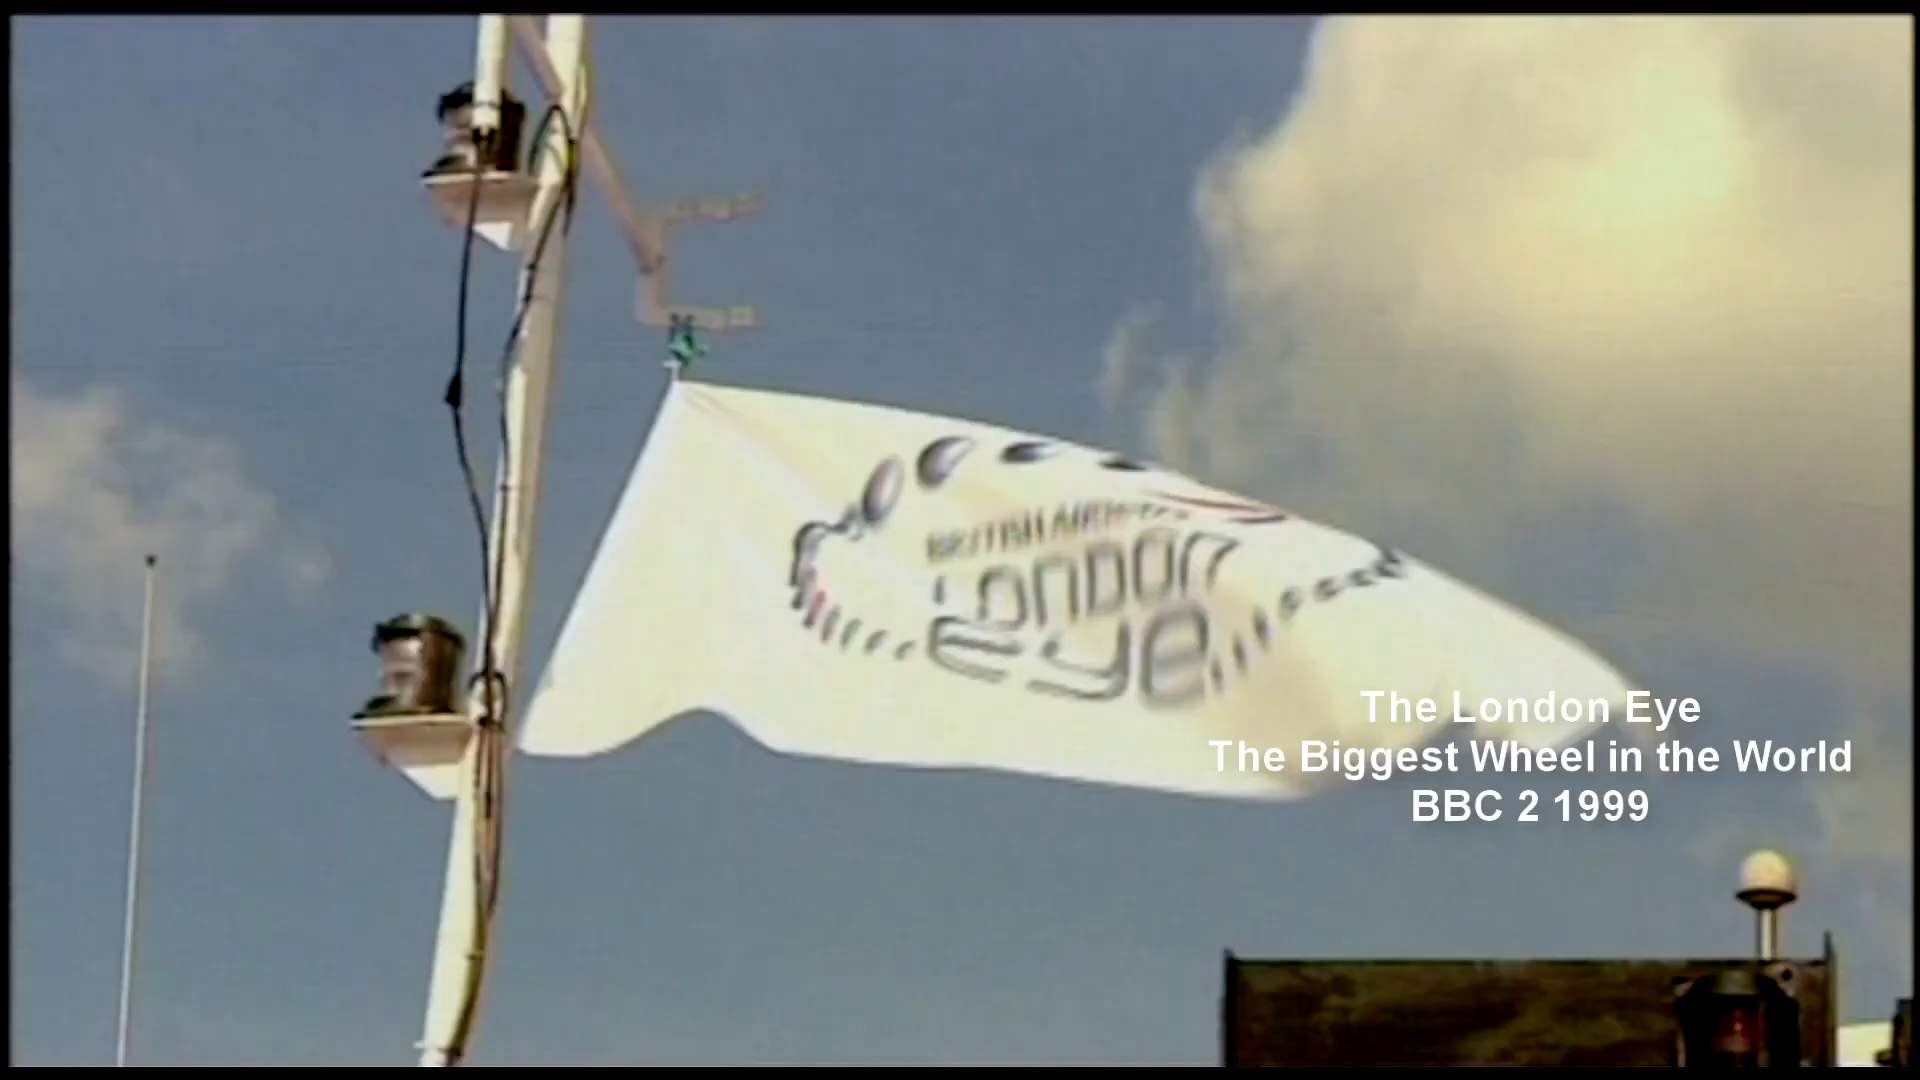 BRITISH AIRWAYS
LONDON
eye
The London Eye
The Biggest Wheel in the World
BBC 2 1999